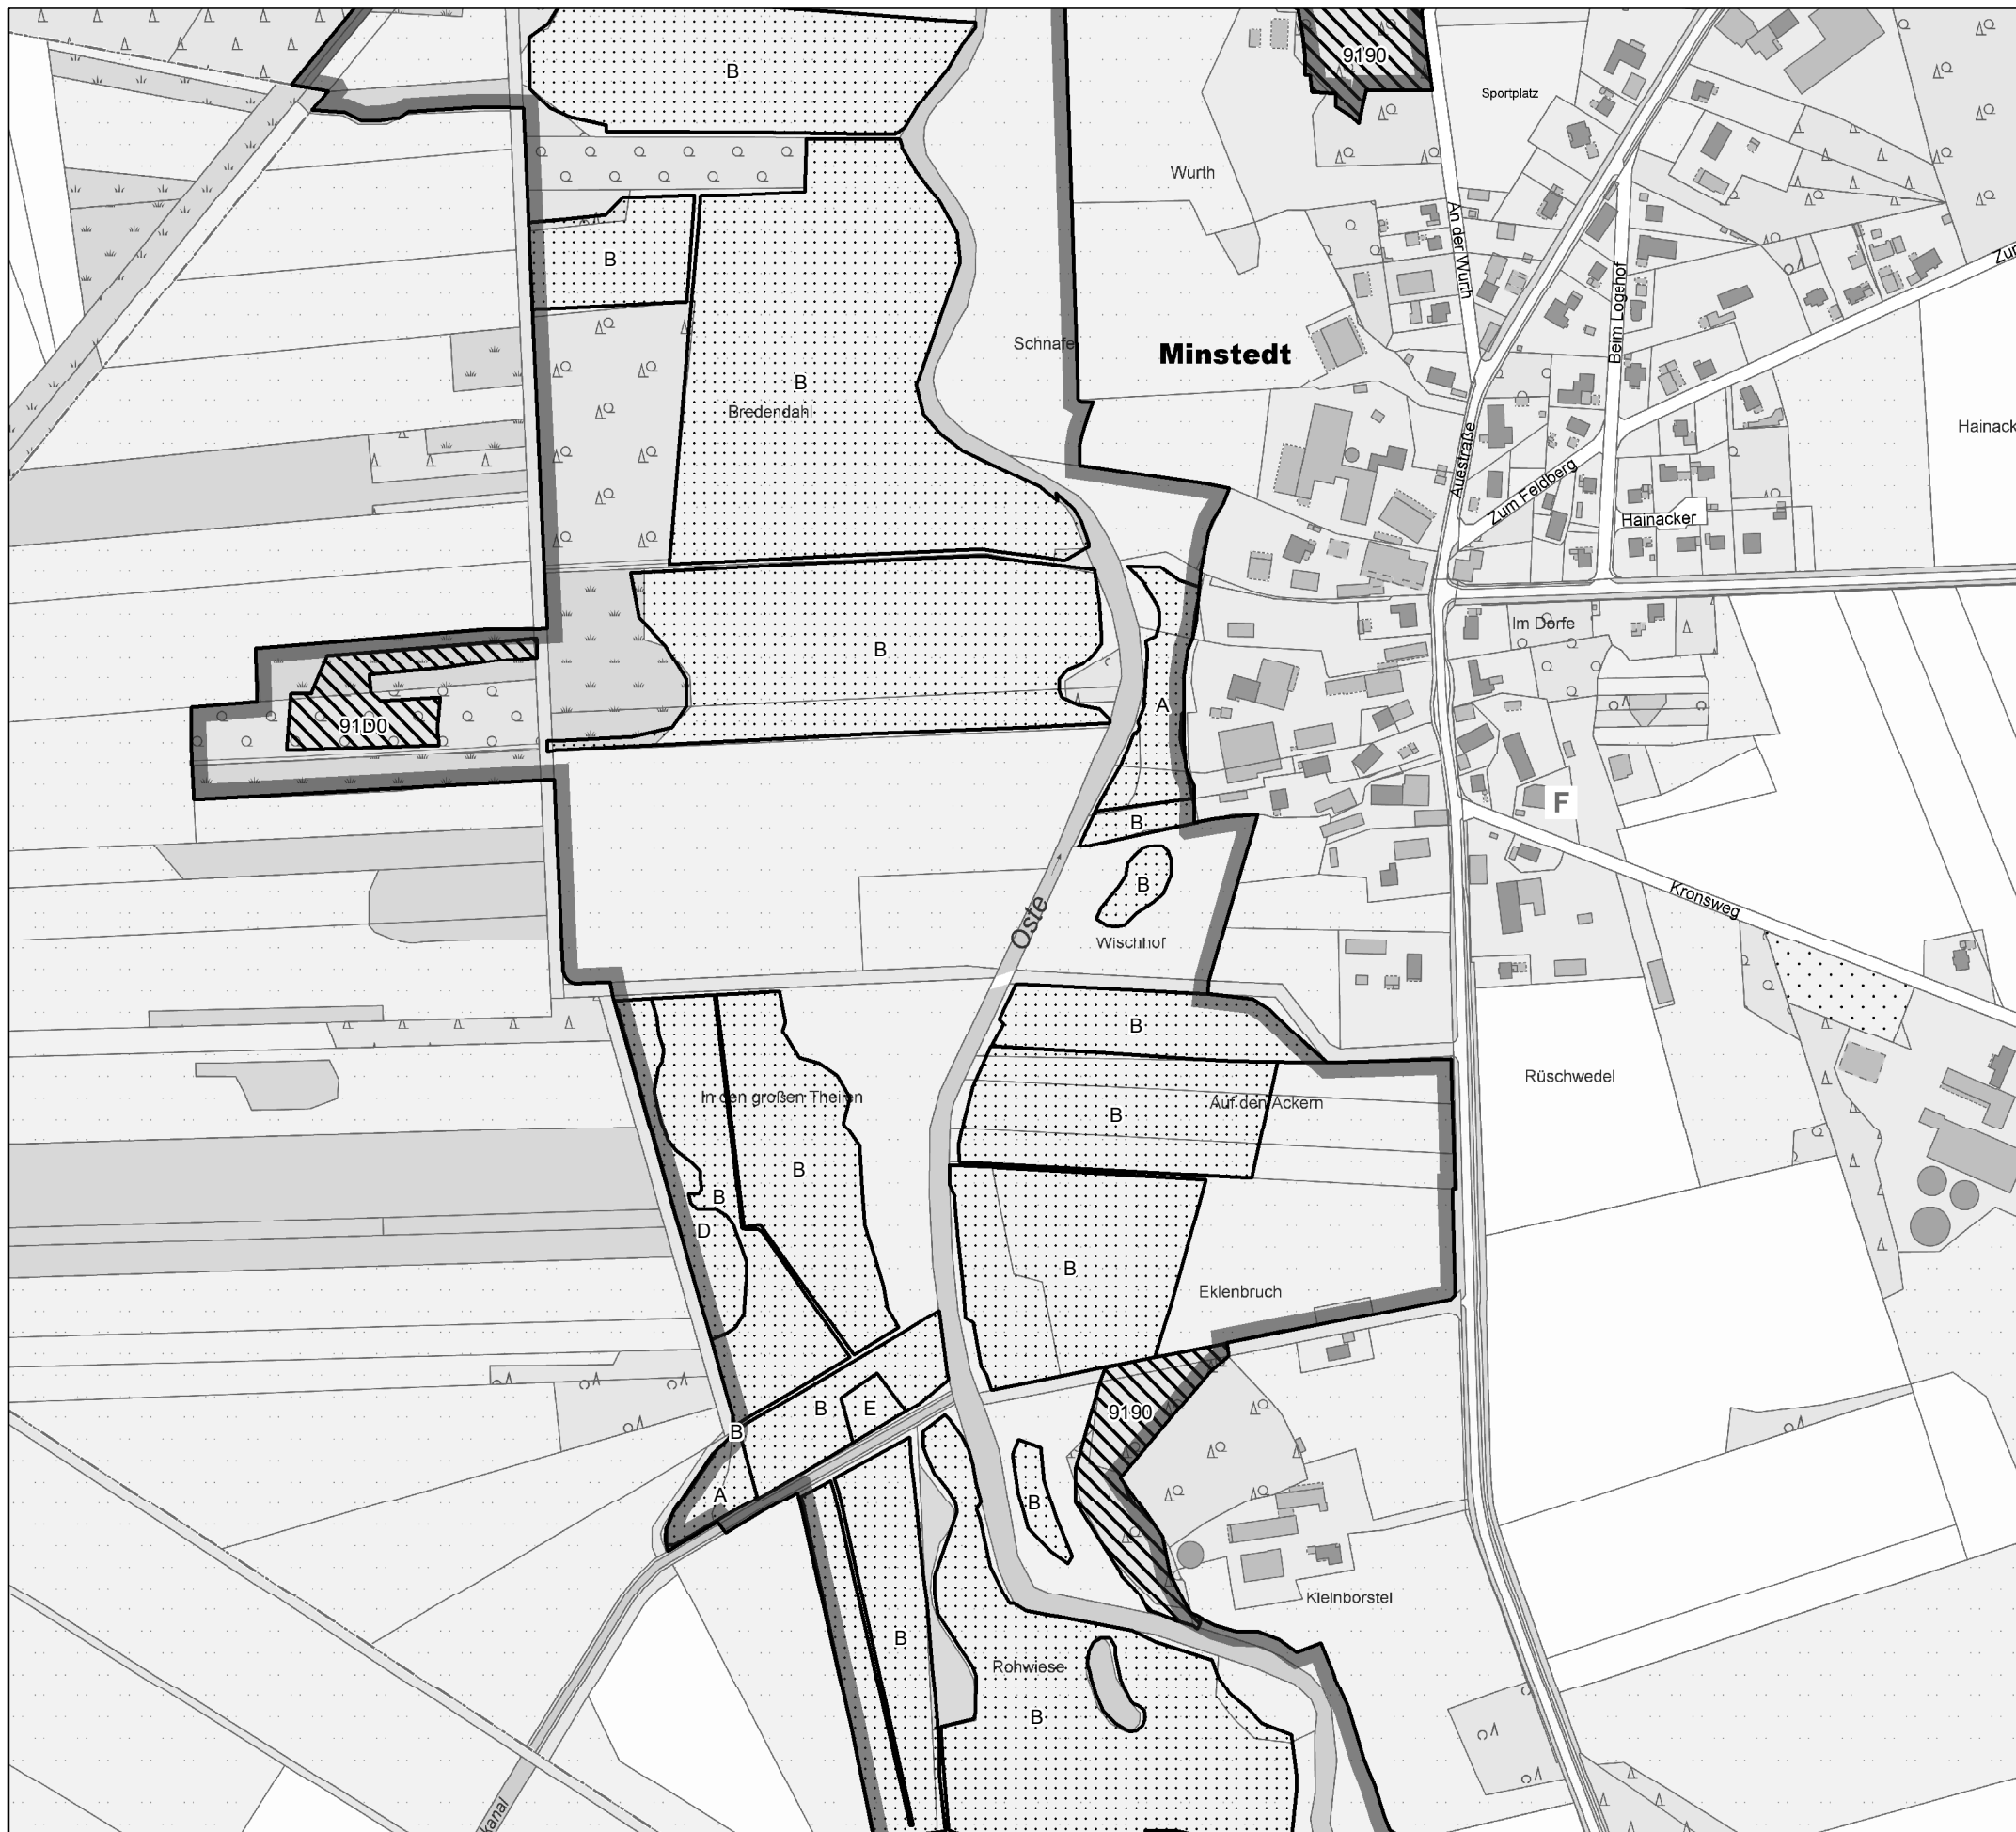 9190
B
Sportplatz
Wurth
An der Wurth
Beim Logehof
B
Schnafel
Minstedt
B
Bredendahl
Hainack
Auestraße
Zum Feldberg
Hainacker
Im Dorfe
B
A
91D0
F
B
B
Kronsweg
Oste
Wischhof
B
Rüschwedel
In den großen Theilen
Auf den Ackern
B
B
B
D
B
Eklenbruch
B
E
9190
B
A
B
Kleinborstel
B
Rohwiese
B
kanal